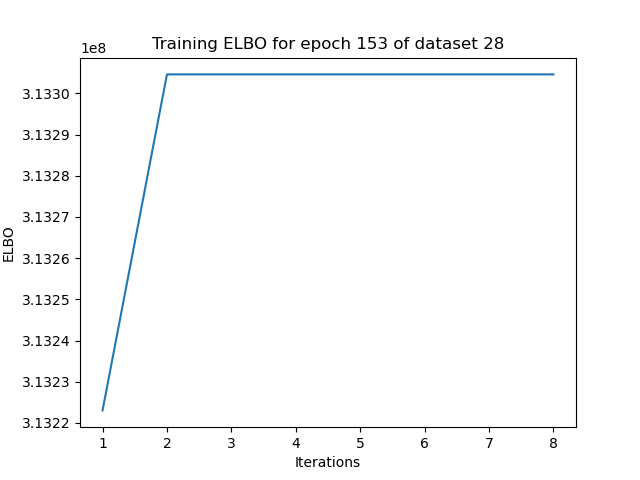 Training ELBO for epoch 153 of dataset 28
1e8
3.1330
3.1329
3.1328
3.1327
3.1326
3.1325
3.1324
3.1323
3.1322
ELBO
1 2 3 4 5 6 7 8
Iterations